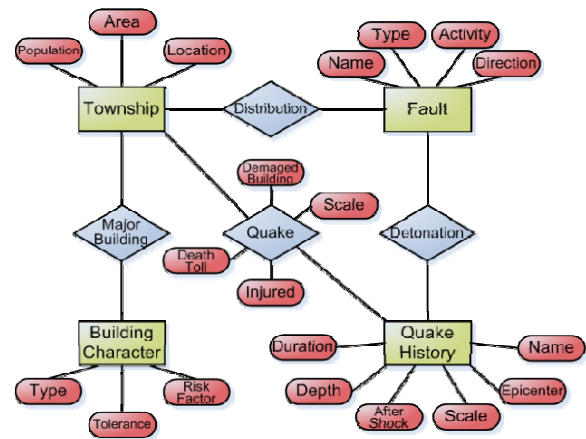 Area
Population
Location
Township
Type
Activity
Name
Direction
Fault
Distribution
Damaged
Building
Scale
Quake
Death
Toll
Injured
Major
Building
Detonation
Building
Character
Type
Risk
Factor
Tolerance
Quake
History
Duration
Name
Depth
Epicenter
After
Shock
Scale